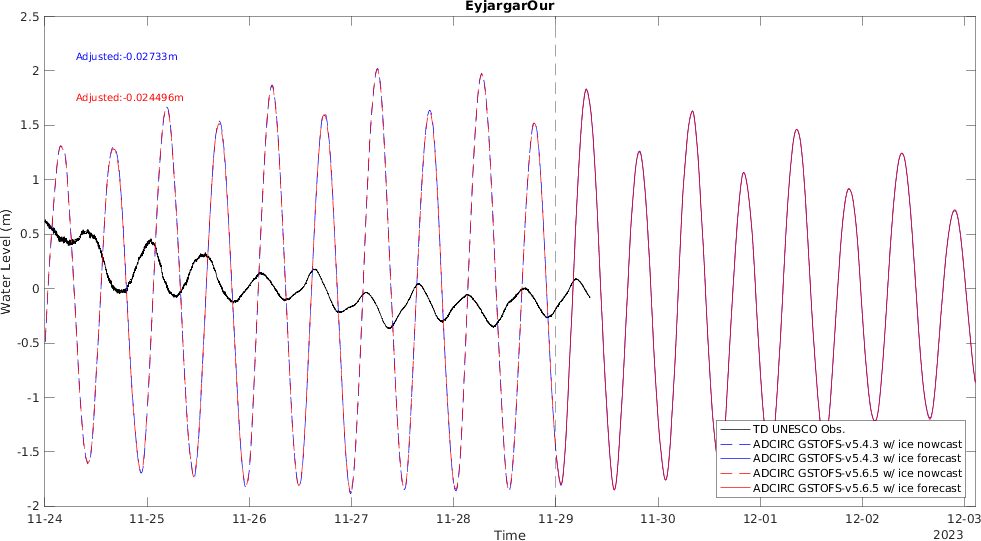 EyjargarOur
2.5
2
1.5
1
0.5
0
-0.5
-1
-1.5
-2
Water Level (m)
Adjusted:-0.02733m
Adjusted:-0.024496m
TD UNESCO Obs.
ADCIRC GSTOFS-v5.4.3 w/ ice nowcast
ADCIRC GSTOFS-v5.4.3 w/ ice forecast
ADCIRC GSTOFS-v5.6.5 w/ ice nowcast
ADCIRC GSTOFS-v5.6.5 w/ ice forecast
11-24 11-25 11-26 11-27 11-28 11-29 11-30 12-01 12-02 12-03
Time
2023